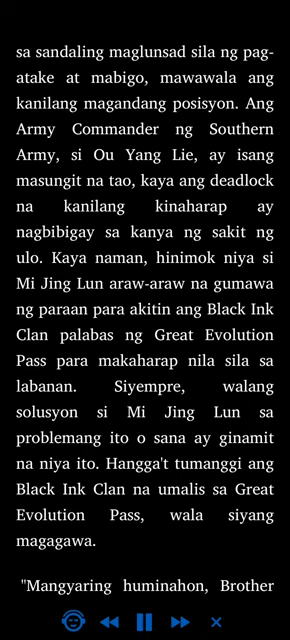 sa sandaling maglunsad sila ng pag-
atake at mabigo, mawawala ang
kanilang magandang posisyon. Ang
Army Commander ng Southern
Army, si Ou Yang Lie, ay isang
masungit na tao, kaya ang deadlock
na kanilang kinaharap ay
nagbibigay sa kanya ng sakit ng
ulo. Kaya naman, hinimok niya si
Mi Jing Lun araw-araw na gumawa
ng paraan para akitin ang Black Ink
Clan palabas ng Great Evolution
Pass para makaharap nila sila sa
labanan. Siyempre, walang
solusyon si Mi Jing Lun sa
problemang ito o sana ay ginamit
na niya ito. Hangga't tumanggi ang
Black Ink Clan na umalis sa Great
Evolution Pass, wala siyang
magagawa.
"Mangyaring huminahon, Brother